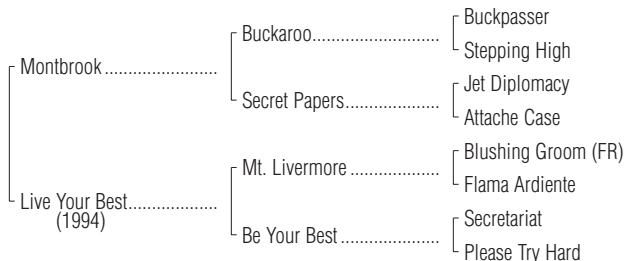 Buckpasser
Buckaroo
Stepping High
Montbrook
Jet Diplomacy
Secret Papers
Attache Case
Blushing Groom (FR)
Mt. Livermore
Flama Ardiente
Live Your Best
(1994)
Secretariat
Be Your Best
Please Try Hard